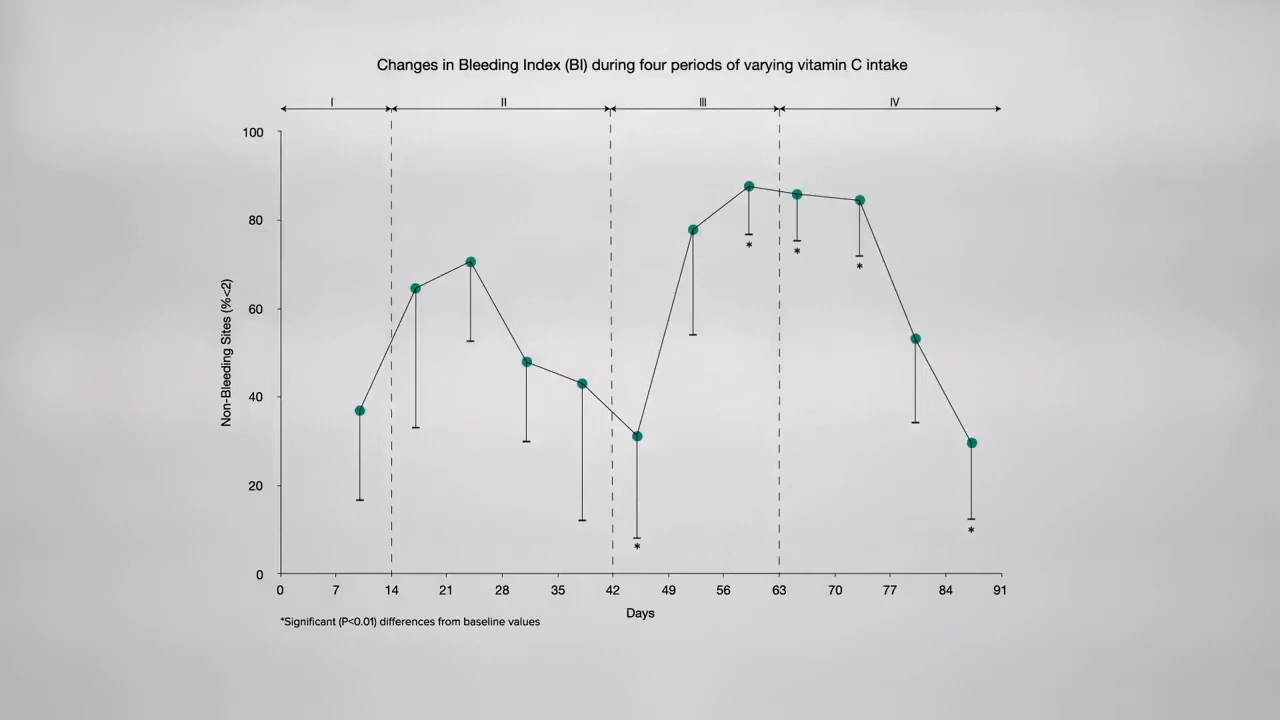 Changes in Bleeding Index (BI) during four periods of varying vitamin C intake
I II III IV
100
80
60
40
20
0
Non-Bleeding Sites (%<2)
*
*
*
*
*
0 7 14 21 28 35 42 49 56 63 70 77 84 91
Days
*Significant (P<0.01) differences from baseline values